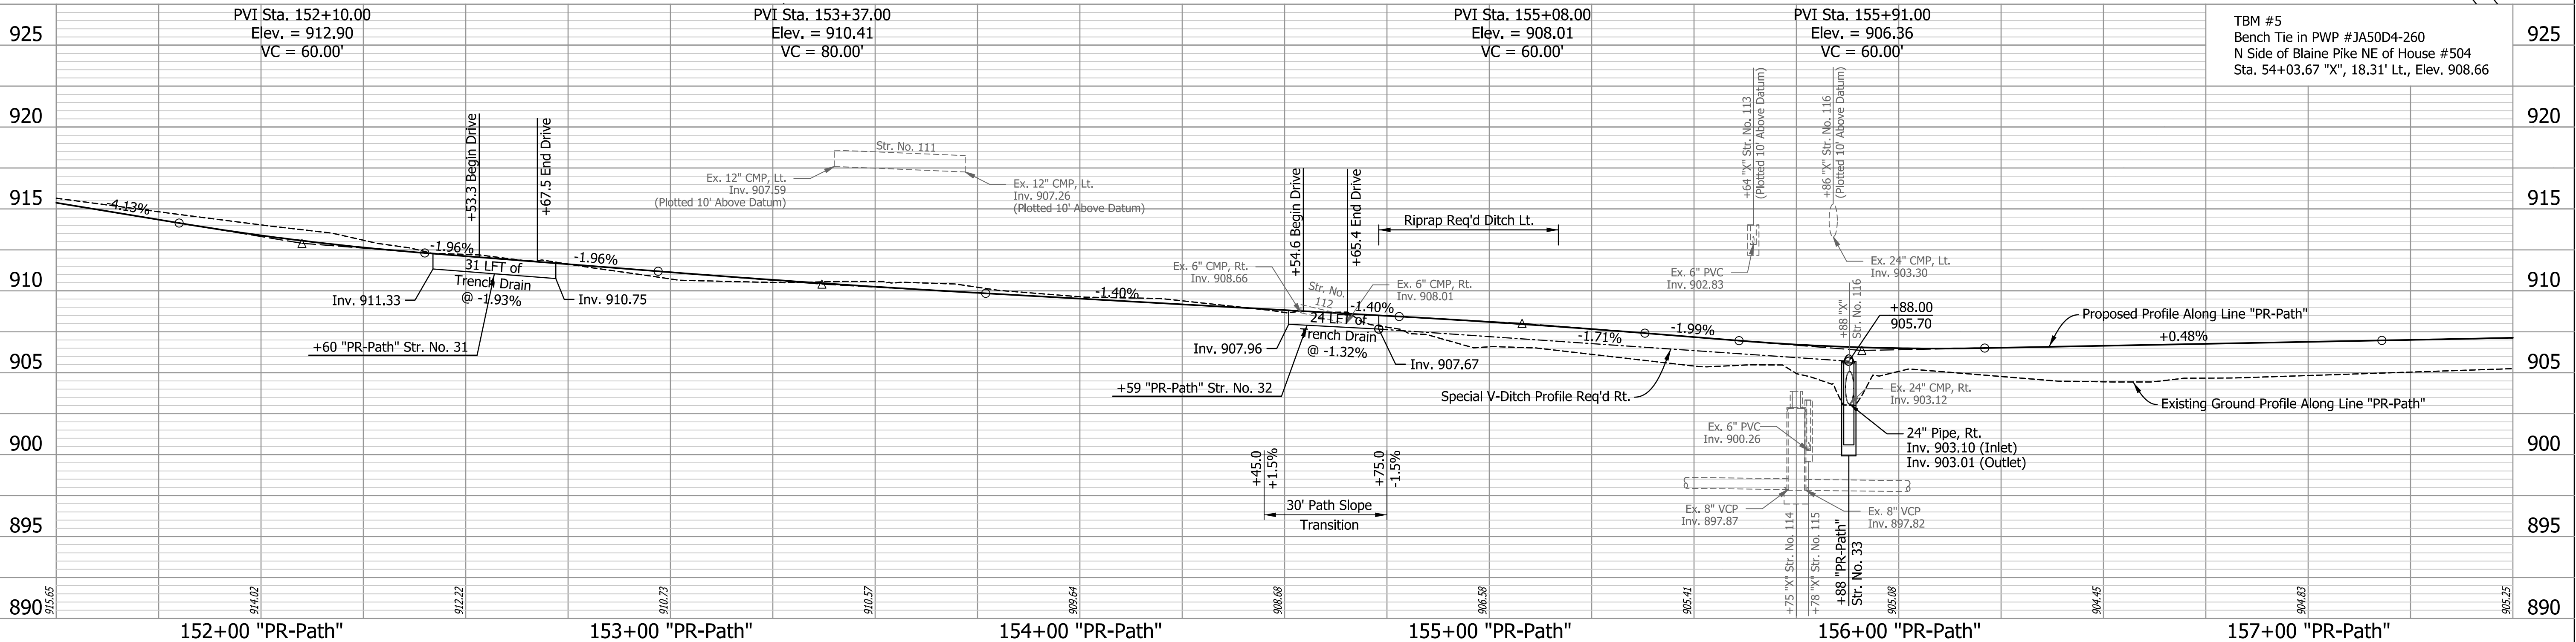 PVI Sta. 152+10.00
Elev. = 912.90
VC = 60.00'
PVI Sta. 153+37.00
Elev. = 910.41
VC = 80.00'
PVI Sta. 155+08.00
Elev. = 908.01
VC = 60.00'
PVI Sta. 155+91.00
Elev. = 906.36
VC = 60.00'
TBM #5
Bench Tie in PWP #JA50D4-260
N Side of Blaine Pike NE of House #504
Sta. 54+03.67 "X", 18.31' Lt., Elev. 908.66
925
925
920
920
915
915
910
910
905
905
900
900
895
895
890
890
-4.13%
+53.3 Begin Drive
+67.5 End Drive
-1.96%
-1.96%
31 LFT of
Trench Drain
@ -1.93%
Inv. 911.33
Inv. 910.75
+60 "PR-Path" Str. No. 31
Str. No. 111
Ex. 12" CMP, Lt.
Inv. 907.59
(Plotted 10' Above Datum)
Ex. 12" CMP, Lt.
Inv. 907.26
(Plotted 10' Above Datum)
-1.40%
+54.6 Begin Drive
+65.4 End Drive
Ex. 6" CMP, Rt.
Inv. 908.66
Str. No.
112
Ex. 6" CMP, Rt.
Inv. 908.01
-1.40%
24 LFT of
Trench Drain
@ -1.32%
Inv. 907.96
Inv. 907.67
+59 "PR-Path" Str. No. 32
Riprap Req'd Ditch Lt.
-1.71%
-1.99%
Special V-Ditch Profile Req'd Rt.
+45.0
+1.5%
+75.0
-1.5%
30' Path Slope
Transition
+64 "X" Str. No. 113
(Plotted 10' Above Datum)
+86 "X" Str. No. 116
(Plotted 10' Above Datum)
Ex. 6" PVC
Inv. 902.83
Ex. 24" CMP, Lt.
Inv. 903.30
+88 "X"
Str. No. 116
+88.00
905.70
Proposed Profile Along Line "PR-Path"
+0.48%
Ex. 24" CMP, Rt.
Inv. 903.12
Existing Ground Profile Along Line "PR-Path"
Ex. 6" PVC
Inv. 900.26
24" Pipe, Rt.
Inv. 903.10 (Inlet)
Inv. 903.01 (Outlet)
Ex. 8" VCP
Inv. 897.87
Ex. 8" VCP
Inv. 897.82
+75 "X" Str. No. 114
+78 "X" Str. No. 115
+88 "PR-Path"
Str. No. 33
915.65
914.02
912.22
910.73
910.57
909.64
908.68
906.58
905.41
905.08
904.45
904.83
905.25
152+00 "PR-Path"
153+00 "PR-Path"
154+00 "PR-Path"
155+00 "PR-Path"
156+00 "PR-Path"
157+00 "PR-Path"